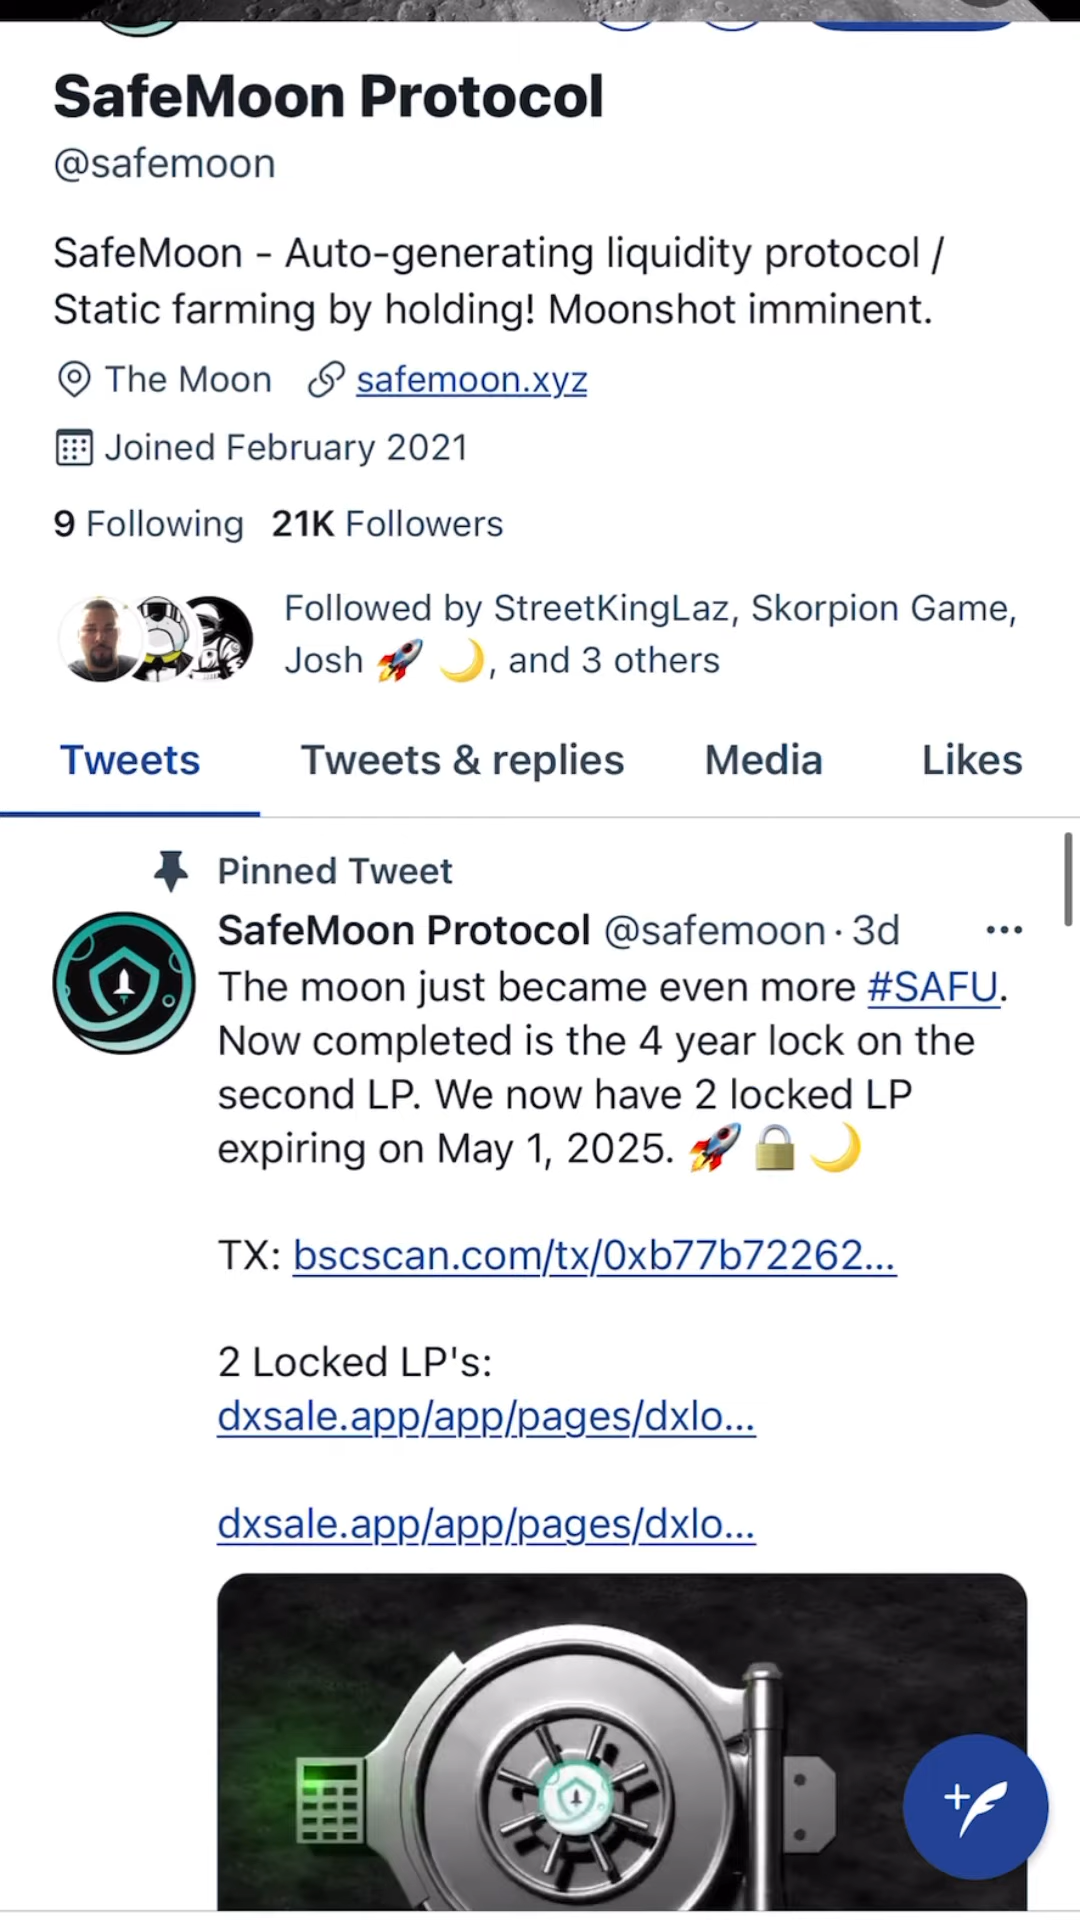 SafeMoon Protocol
@safemoon
SafeMoon - Auto-generating liquidity protocol /
Static farming by holding! Moonshot imminent.
The Moon safemoon.xyz
Joined February 2021
9 Following 21K Followers
Followed by StreetKingLaz, Skorpion Game,
Josh 🚀 🌙, and 3 others
Tweets Tweets & replies Media Likes
Pinned Tweet
SafeMoon Protocol @safemoon · 3d
The moon just became even more #SAFU.
Now completed is the 4 year lock on the
second LP. We now have 2 locked LP
expiring on May 1, 2025. 🚀 🔒 🌙
TX: bscscan.com/tx/0xb77b72262...
2 Locked LP's:
dxsale.app/app/pages/dxlo...
dxsale.app/app/pages/dxlo...